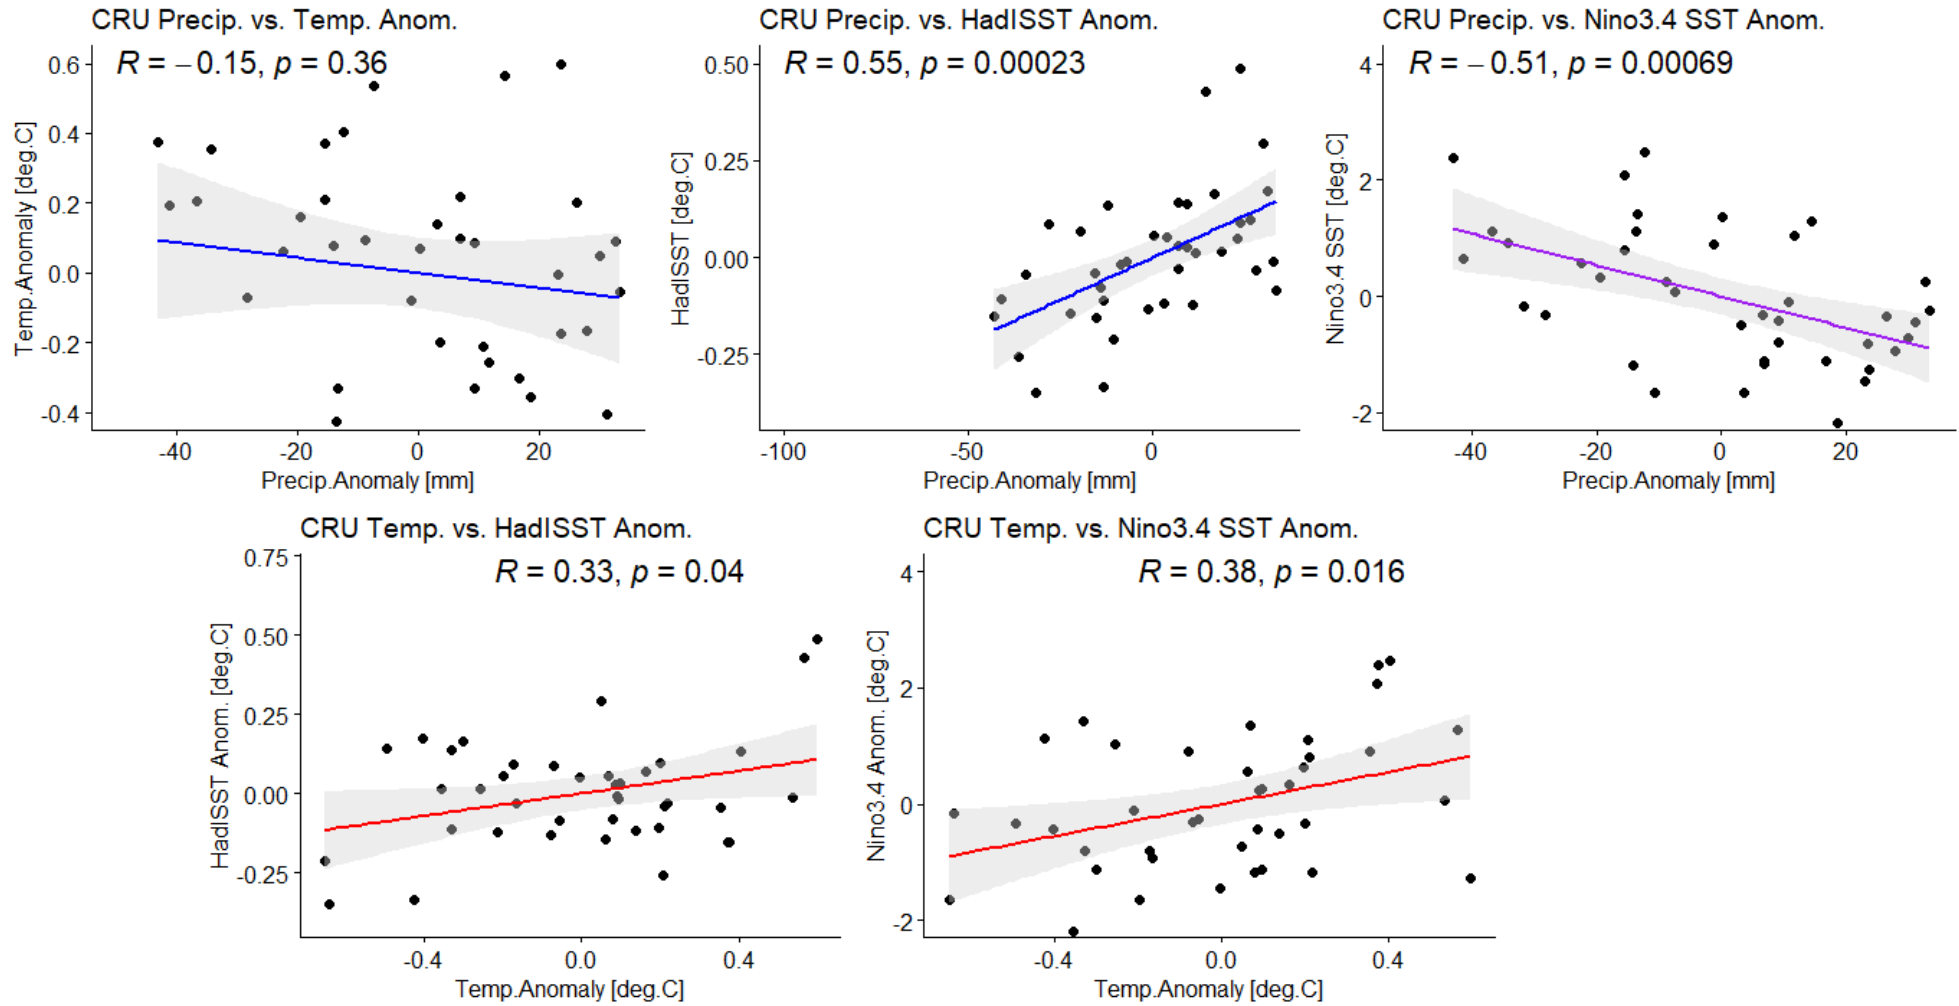 CRU Precip. vs. Temp. Anom.
R = −0.15, p = 0.36
0.6
0.4
0.2
0.0
-0.2
-0.4
Temp.Anomaly [deg.C]
-40
-20
0
20
Precip.Anomaly [mm]
CRU Precip. vs. HadISST Anom.
R = 0.55, p = 0.00023
0.50
0.25
0.00
-0.25
HadISST [deg.C]
-100
-50
0
Precip.Anomaly [mm]
CRU Precip. vs. Nino3.4 SST Anom.
R = −0.51, p = 0.00069
4
2
0
-2
Nino3.4 SST [deg.C]
-40
-20
0
20
Precip.Anomaly [mm]
CRU Temp. vs. HadISST Anom.
R = 0.33, p = 0.04
0.75
0.50
0.25
0.00
-0.25
HadISST Anom. [deg.C]
-0.4
0.0
0.4
Temp.Anomaly [deg.C]
CRU Temp. vs. Nino3.4 SST Anom.
R = 0.38, p = 0.016
4
2
0
-2
Nino3.4 Anom. [deg.C]
-0.4
0.0
0.4
Temp.Anomaly [deg.C]